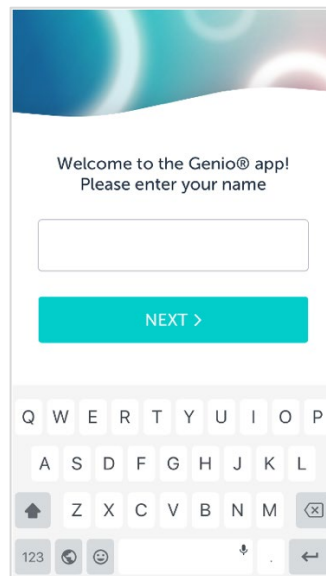 Welcome to the Genio® app!
Please enter your name
NEXT >
Q W E R T Y U I O P
A S D F G H J K L
Z X C V B N M
123 .